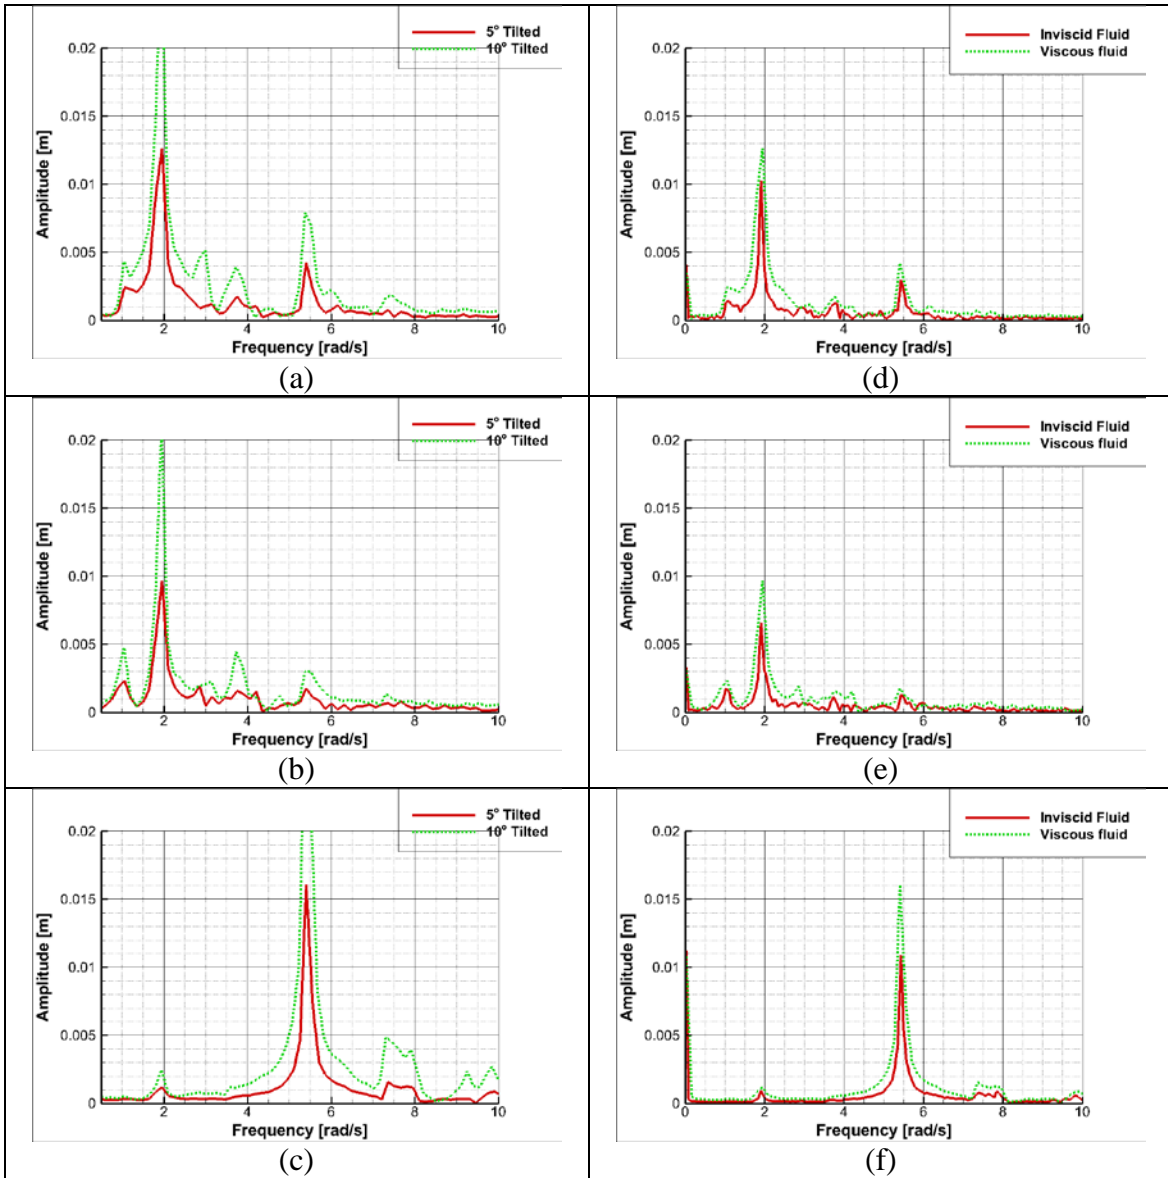 5° Tilted
10° Tilted
0.02
0.015
0.01
0.005
0
2
4
6
8
10
Amplitude [m]
Frequency [rad/s]
(a)
Inviscid Fluid
Viscous fluid
0.02
0.015
0.01
0.005
0
0
2
4
6
8
10
Amplitude [m]
Frequency [rad/s]
(d)
5° Tilted
10° Tilted
0.02
0.015
0.01
0.005
0
2
4
6
8
10
Amplitude [m]
Frequency [rad/s]
(b)
Inviscid Fluid
Viscous fluid
0.02
0.015
0.01
0.005
0
0
2
4
6
8
10
Amplitude [m]
Frequency [rad/s]
(e)
5° Tilted
10° Tilted
0.02
0.015
0.01
0.005
0
2
4
6
8
10
Amplitude [m]
Frequency [rad/s]
(c)
Inviscid Fluid
Viscous fluid
0.02
0.015
0.01
0.005
0
0
2
4
6
8
10
Amplitude [m]
Frequency [rad/s]
(f)